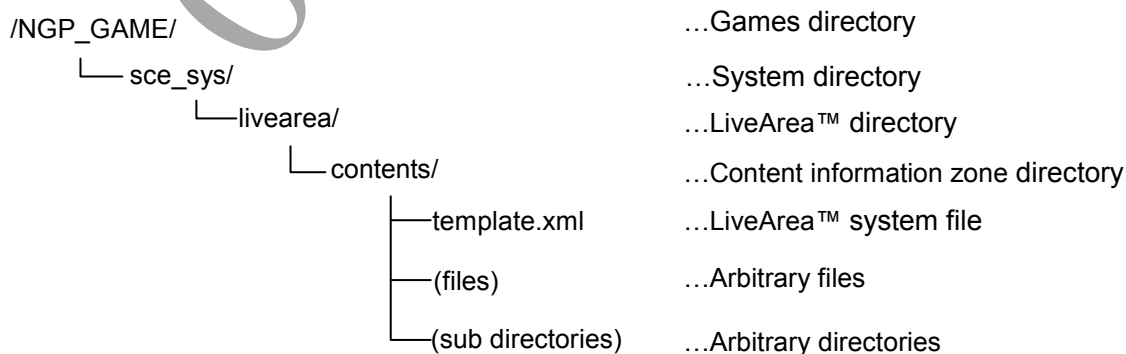 /NGP_GAME/ …Games directory
sce_sys/ …System directory
livearea/ …LiveArea™ directory
contents/ …Content information zone directory
template.xml …LiveArea™ system file
(files) …Arbitrary files
(sub directories) …Arbitrary directories